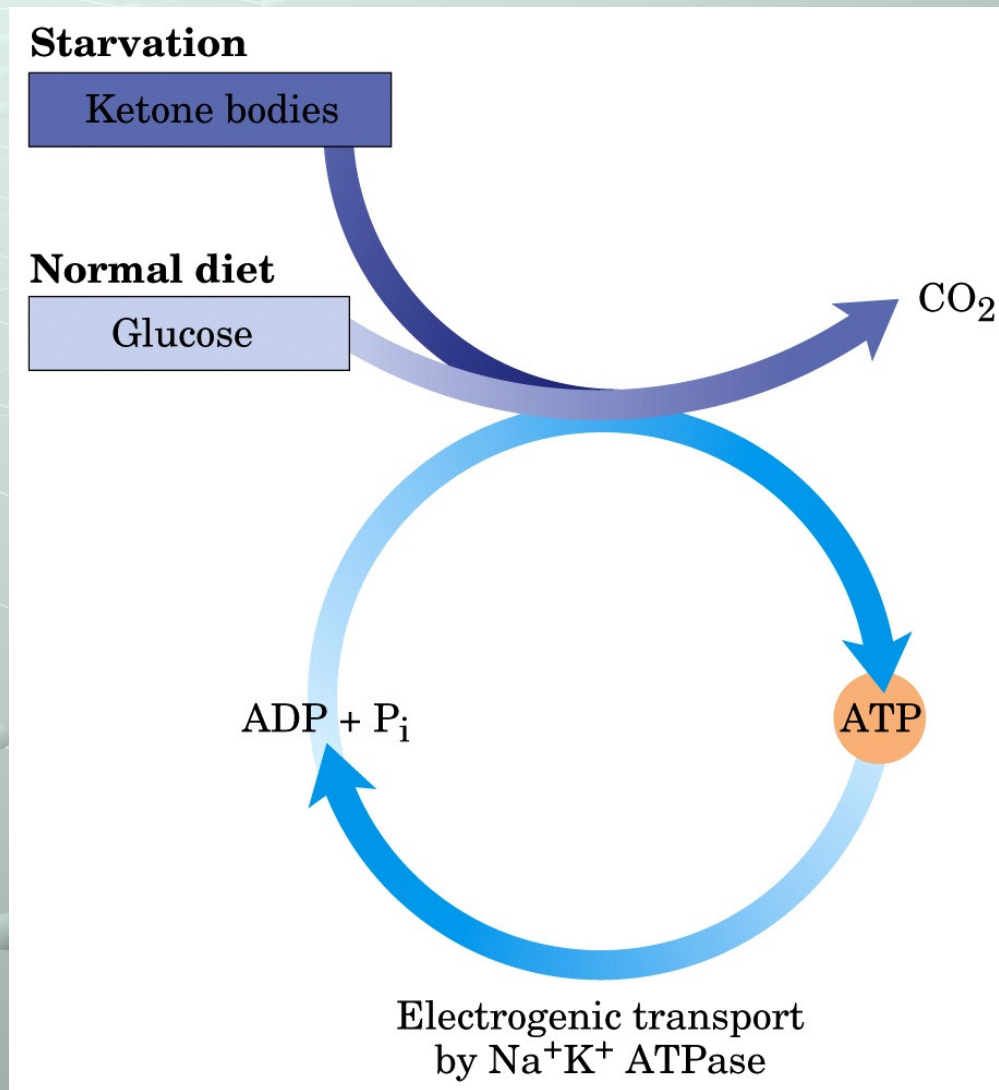 Starvation
Ketone bodies
Normal diet
Glucose
CO₂
ADP + Pᵢ
ATP
Electrogenic transport
by Na⁺K⁺ ATPase